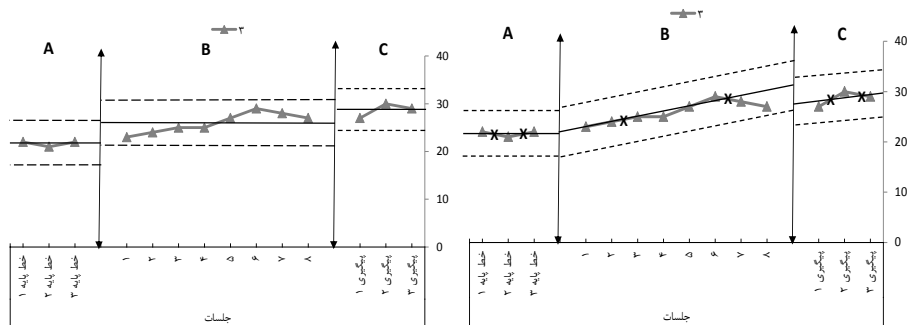 ۳
A B C
40
30
20
10
0
خط پایه ۱
خط پایه ۲
خط پایه ۳
۱
۲
۳
۴
۵
۶
۷
۸
پیگیری ۱
پیگیری ۲
پیگیری ۳
جلسات
۳
A B C
40
30
20
10
0
X X X X X X
خط پایه ۱
خط پایه ۲
خط پایه ۳
۱
۲
۳
۴
۵
۶
۷
۸
پیگیری ۱
پیگیری ۲
پیگیری ۳
جلسات